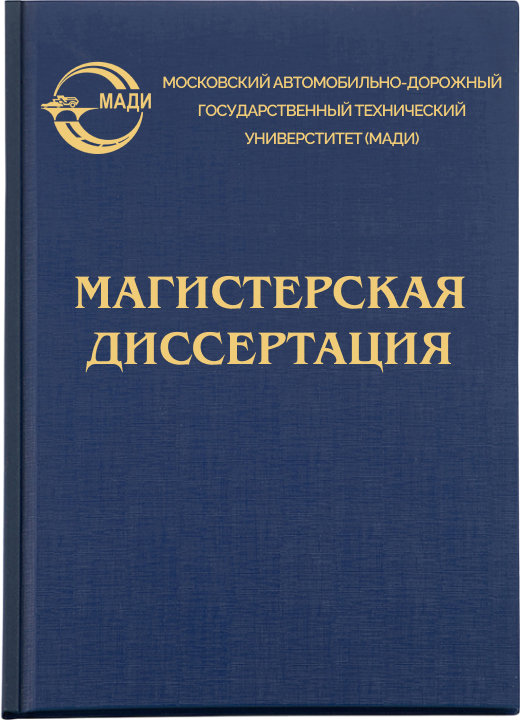 МАДИ
МОСКОВСКИЙ АВТОМОБИЛЬНО-ДОРОЖНЫЙ
ГОСУДАРСТВЕННЫЙ ТЕХНИЧЕСКИЙ
УНИВЕРСТИТЕТ (МАДИ)
МАГИСТЕРСКАЯ
ДИССЕРТАЦИЯ